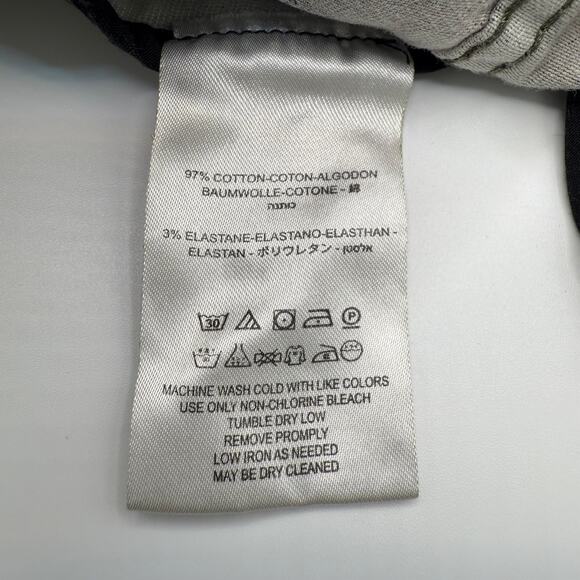 97% COTTON-COTON-ALGODON
BAUMWOLLE-COTONE - 綿
כותנה
3% ELASTANE-ELASTANO-ELASTHAN -
ELASTAN - ポリウレタン - אלסטן
30 P
MACHINE WASH COLD WITH LIKE COLORS
USE ONLY NON-CHLORINE BLEACH
TUMBLE DRY LOW
REMOVE PROMPLY
LOW IRON AS NEEDED
MAY BE DRY CLEANED